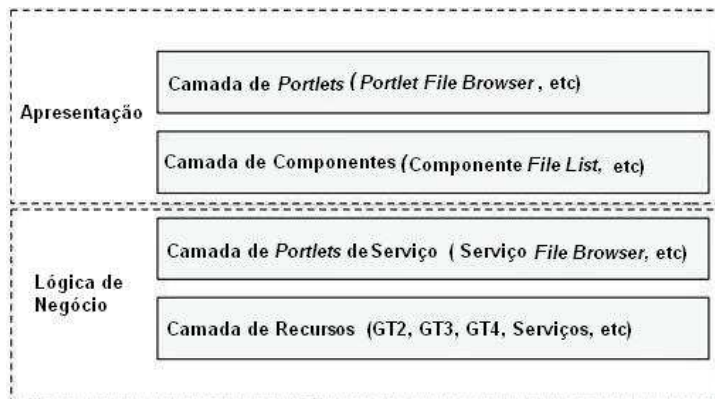 Camada de Portlets (Portlet File Browser, etc)
Apresentação
Camada de Componentes (Componente File List, etc)
Camada de Portlets de Serviço ( Serviço File Browser, etc)
Lógica de
Negócio
Camada de Recursos (GT2, GT3, GT4, Serviços, etc)